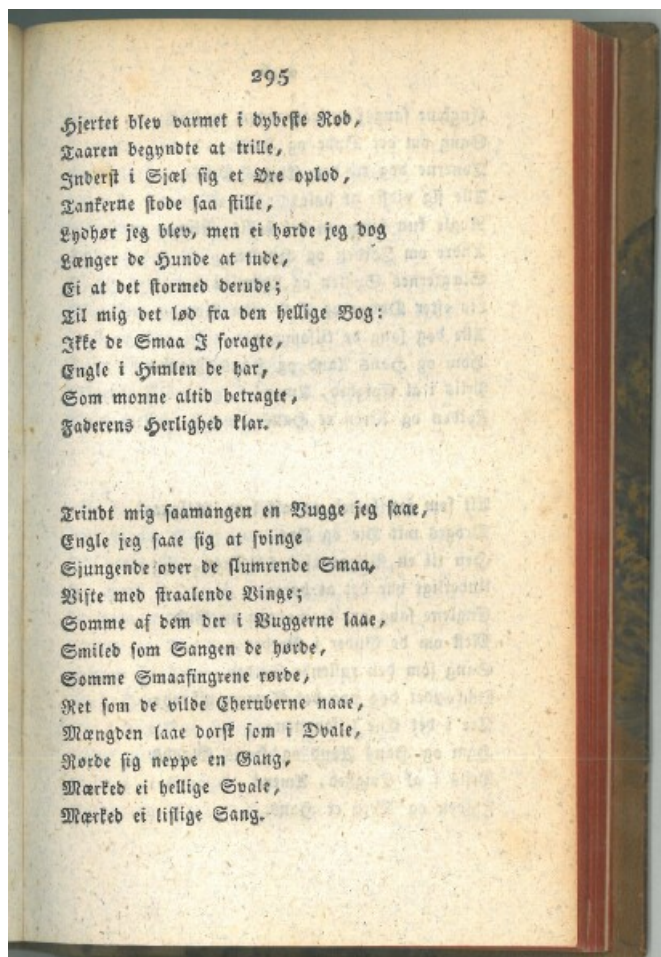 295
Hjertet blev varmet i dybeste Rod,
Taaren begyndte at trille,
Inderst i Sjæl sig et Øre oplod,
Tankerne stode saa stille,
Lydhør jeg blev, men ei hørde jeg dog
Længer de Hunde at tude,
Ei at det stormed derude;
Til mig det lød fra den hellige Bog:
Ikke de Smaa I foragte,
Engle i Himlen de har,
Som monne altid betragte,
Faderens Herlighed klar.
Trindt mig saamangen en Vugge jeg saae,
Engle jeg saae sig at svinge
Sjungende over de slumrende Smaa,
Viste med straalende Vinge;
Somme af dem der i Vuggerne laae,
Smiled som Sangen de hørde,
Somme Smaafingrene rørde,
Ret som de vilde Cheruberne naae,
Mængden laae dorsk som i Dvale,
Rørde sig neppe en Gang,
Mærked ei hellige Svale,
Mærked ei liflige Sang.